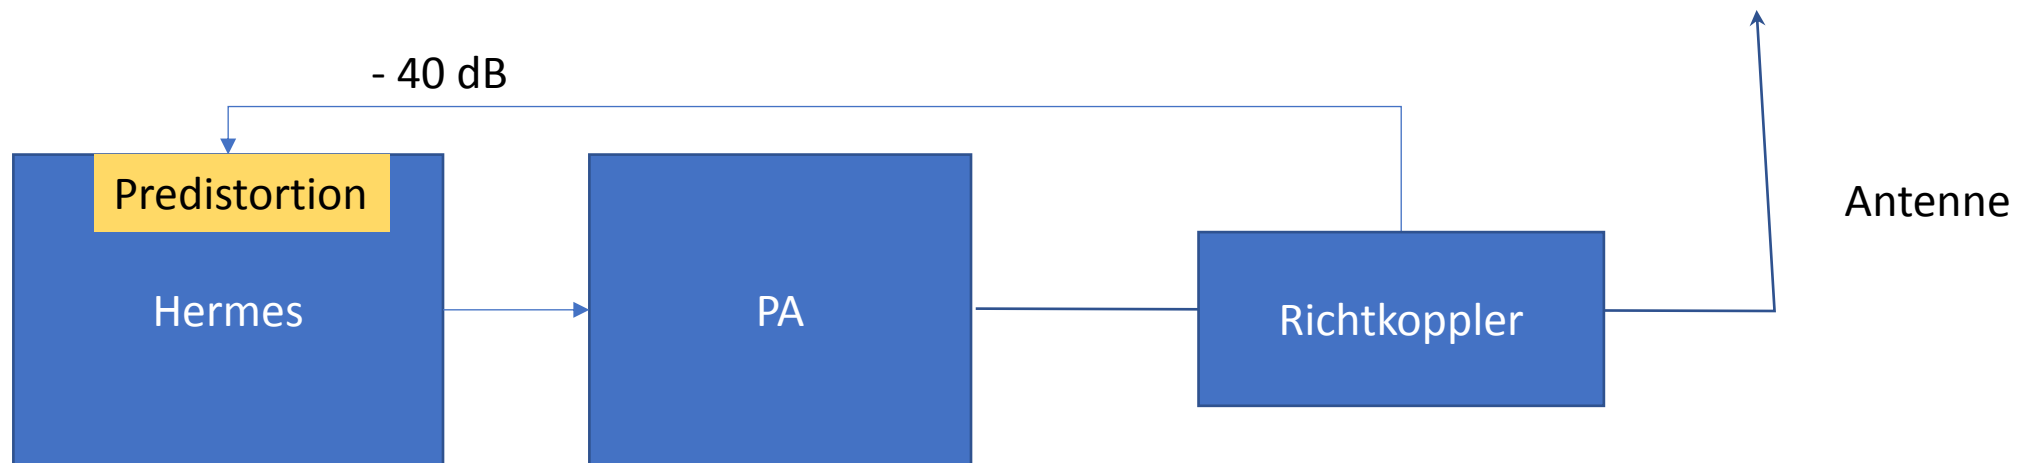 - 40 dB
Predistortion
Hermes
PA
Richtkoppler
Antenne